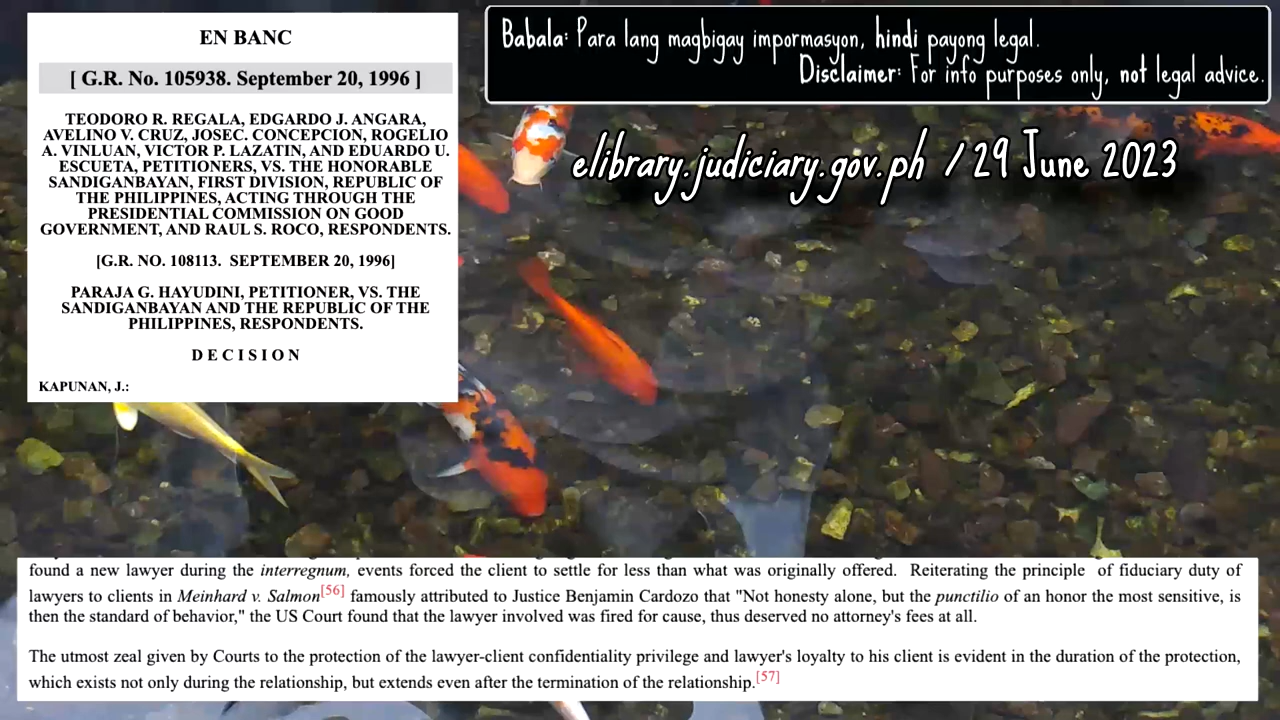 EN BANC
[ G.R. No. 105938. September 20, 1996 ]
TEODORO R. REGALA, EDGARDO J. ANGARA,
AVELINO V. CRUZ, JOSEC. CONCEPCION, ROGELIO
A. VINLUAN, VICTOR P. LAZATIN, AND EDUARDO U.
ESCUETA, PETITIONERS, VS. THE HONORABLE
SANDIGANBAYAN, FIRST DIVISION, REPUBLIC OF
THE PHILIPPINES, ACTING THROUGH THE
PRESIDENTIAL COMMISSION ON GOOD
GOVERNMENT, AND RAUL S. ROCO, RESPONDENTS.
[G.R. NO. 108113. SEPTEMBER 20, 1996]
PARAJA G. HAYUDINI, PETITIONER, VS. THE
SANDIGANBAYAN AND THE REPUBLIC OF THE
PHILIPPINES, RESPONDENTS.
D E C I S I O N
KAPUNAN, J.:
Babala: Para lang magbigay impormasyon, hindi payong legal.
Disclaimer: For info purposes only, not legal advice.
elibrary.judiciary.gov.ph / 29 June 2023
found a new lawyer during the interregnum, events forced the client to settle for less than what was originally offered. Reiterating the principle of fiduciary duty of
lawyers to clients in Meinhard v. Salmon[56] famously attributed to Justice Benjamin Cardozo that "Not honesty alone, but the punctilio of an honor the most sensitive, is
then the standard of behavior," the US Court found that the lawyer involved was fired for cause, thus deserved no attorney's fees at all.
The utmost zeal given by Courts to the protection of the lawyer-client confidentiality privilege and lawyer's loyalty to his client is evident in the duration of the protection,
which exists not only during the relationship, but extends even after the termination of the relationship.[57]